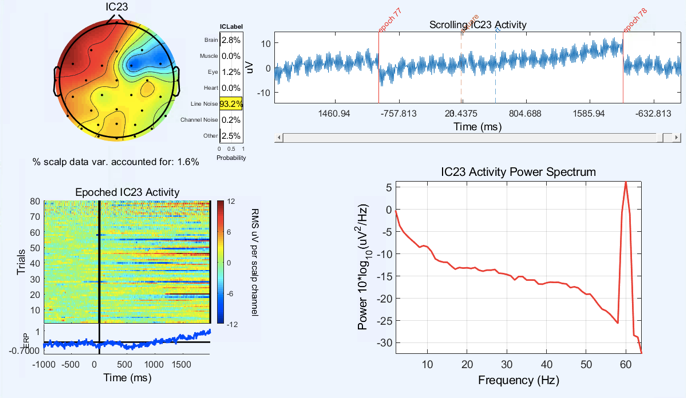 IC23
ICLabel
Brain 2.8%
Muscle 0.0%
Eye 1.2%
Heart 0.0%
Line Noise 93.2%
Channel Noise 0.2%
Other 2.5%
0 0.5 1
Probability
% scalp data var. accounted for: 1.6%
epoch 77
epoch 78
Scrolling IC23 Activity
10
0
-10
uV
1460.94 -557.813 20.4375 804.688 1585.94 -632.813
Time (ms)
Epoched IC23 Activity
80
70
60
50
40
30
20
10
Trials
12
6
0
-6
-12
RMS uV per scalp channel
1
-0.7000
ERP
-1000 -500 0 500 1000 1500
Time (ms)
IC23 Activity Power Spectrum
5
0
-5
-10
-15
-20
-25
-30
Power 10*log10(uV2/Hz)
10 20 30 40 50 60
Frequency (Hz)